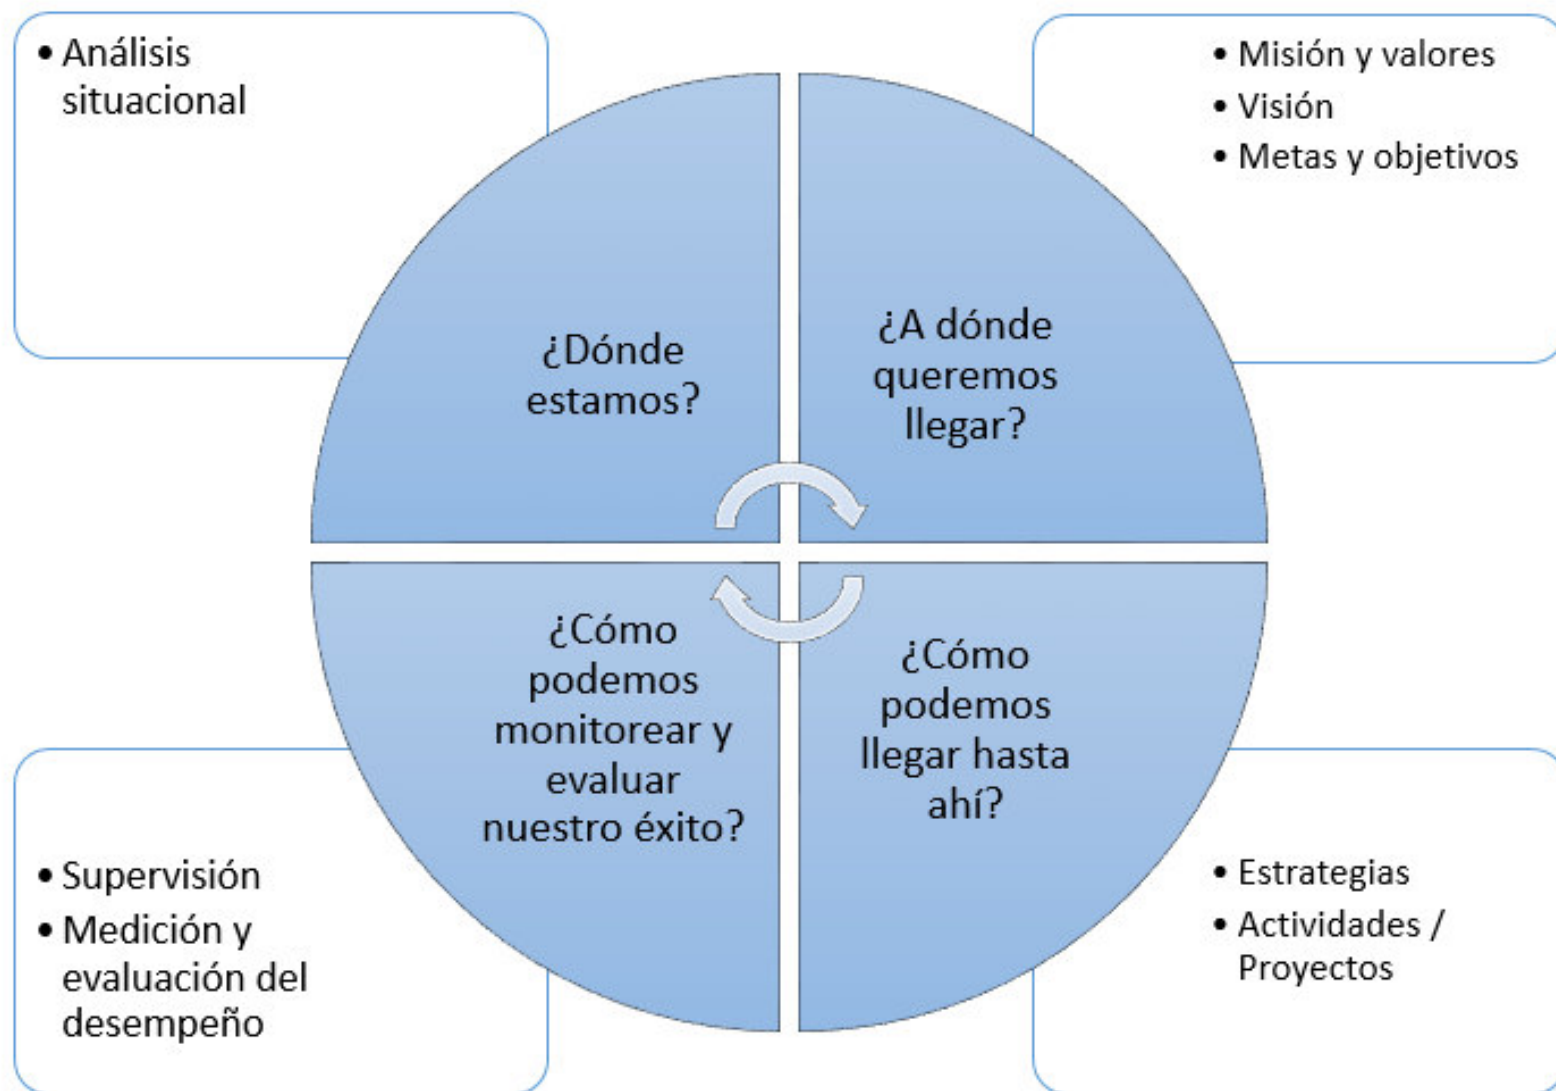 • Análisis
situacional
• Misión y valores
• Visión
• Metas y objetivos
¿Dónde
estamos?
¿A dónde
queremos
llegar?
¿Cómo
podemos
monitorear y
evaluar
nuestro éxito?
¿Cómo
podemos
llegar hasta
ahí?
• Supervisión
• Medición y
evaluación del
desempeño
• Estrategias
• Actividades /
Proyectos